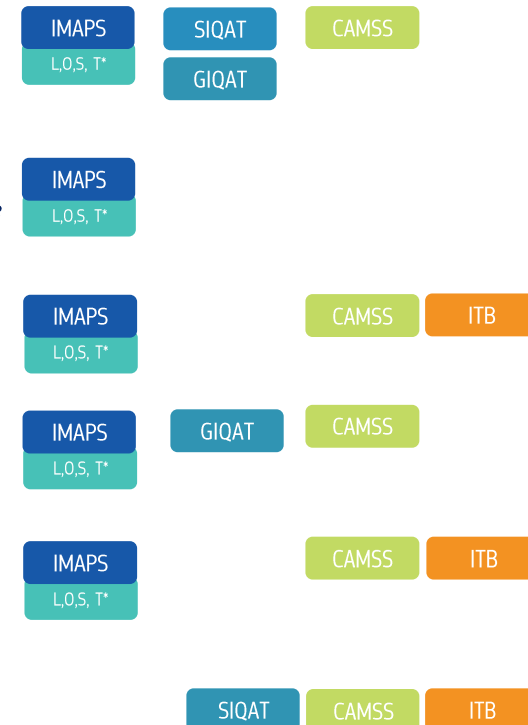 IMAPS SIQAT CAMSS
L,O,S, T*
GIQAT
IMAPS
L,O,S, T*
IMAPS CAMSS ITB
L,O,S, T*
IMAPS GIQAT CAMSS
L,O,S, T*
IMAPS CAMSS ITB
L,O,S, T*
SIQAT CAMSS ITB